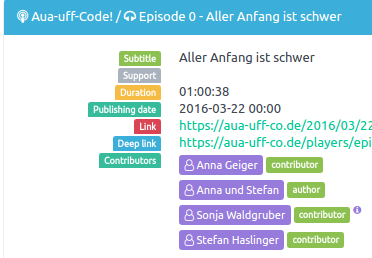 Aua-uff-Code! / Episode 0 - Aller Anfang ist schwer
Subtitle Aller Anfang ist schwer
Support
Duration 01:00:38
Publishing date 2016-03-22 00:00
Link https://aua-uff-co.de/2016/03/22
Deep link https://aua-uff-co.de/players/epi
Contributors Anna Geiger contributor
Anna und Stefan author
Sonja Waldgruber contributor
Stefan Haslinger contributor